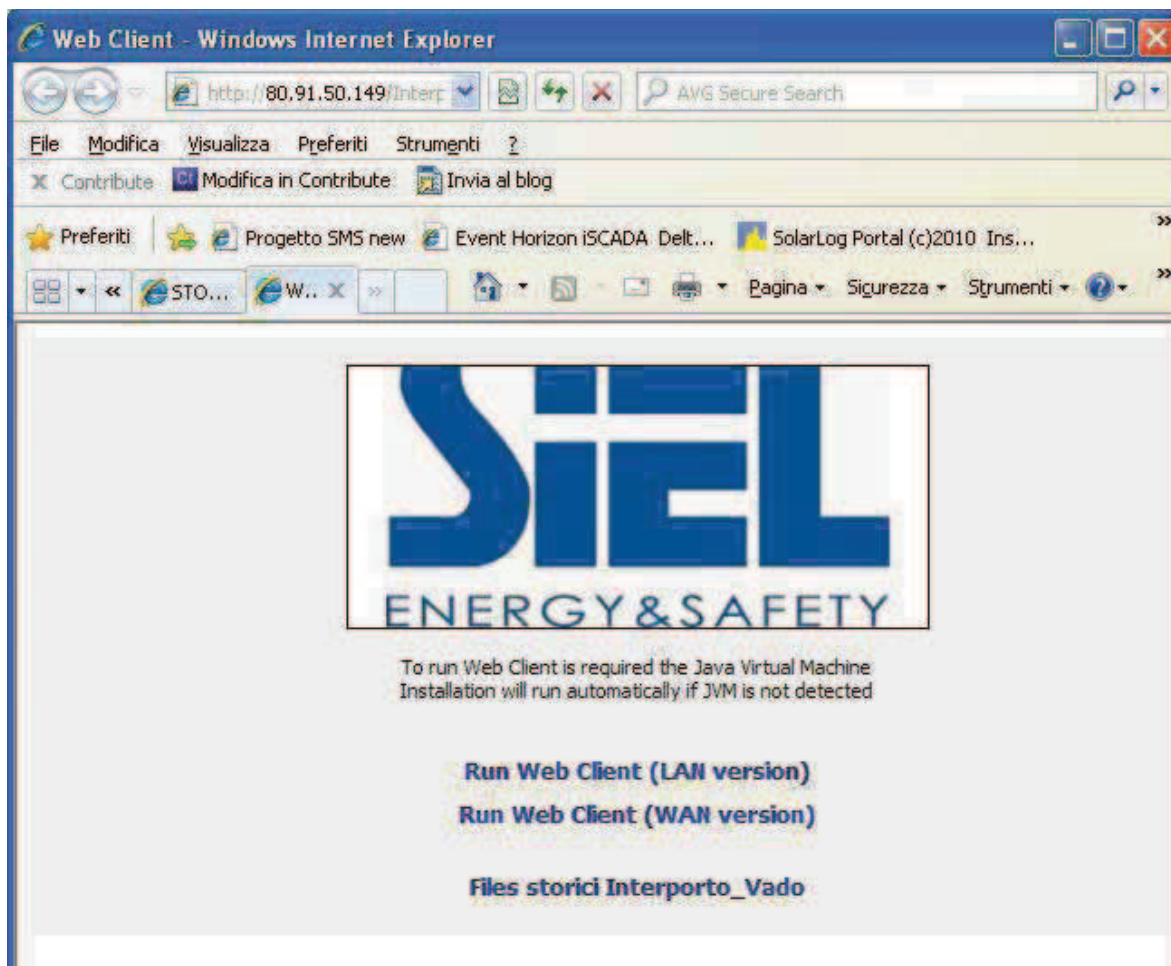 Web Client - Windows Internet Explorer
http://80.91.50.149/Interp
AVG Secure Search
File Modifica Visualizza Preferiti Strumenti ?
X Contribute Ct Modifica in Contribute Invia al blog
Preferiti Progetto SMS new Event Horizon iSCADA Delt... SolarLog Portal (c)2010 Ins... »
« STO... W.. X » Pagina Sicurezza Strumenti »
SiEL
ENERGY&SAFETY
To run Web Client is required the Java Virtual Machine
Installation will run automatically if JVM is not detected
Run Web Client (LAN version)
Run Web Client (WAN version)
Files storici Interporto_Vado